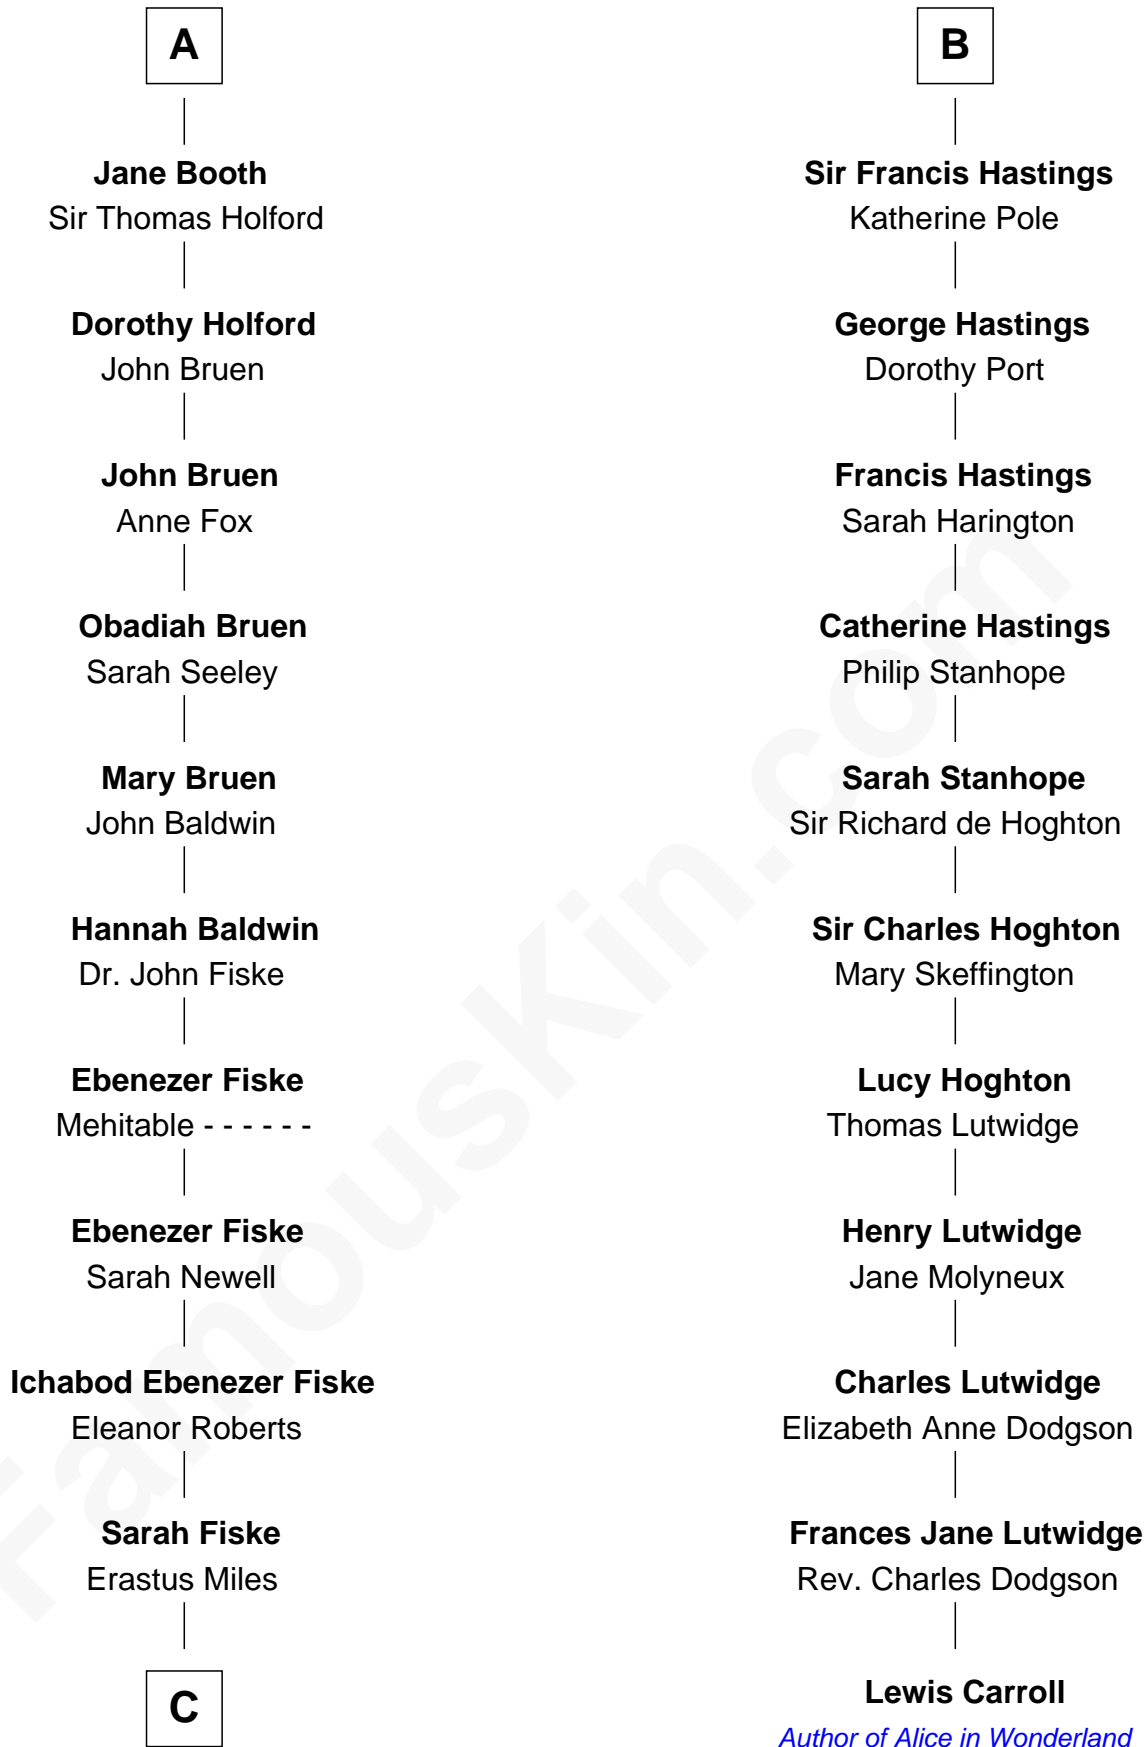 A
Jane Booth
Sir Thomas Holford
Dorothy Holford
John Bruen
John Bruen
Anne Fox
Obadiah Bruen
Sarah Seeley
Mary Bruen
John Baldwin
Hannah Baldwin
Dr. John Fiske
Ebenezer Fiske
Mehitable - - - - - -
Ebenezer Fiske
Sarah Newell
Ichabod Ebenezer Fiske
Eleanor Roberts
Sarah Fiske
Erastus Miles
C
B
Sir Francis Hastings
Katherine Pole
George Hastings
Dorothy Port
Francis Hastings
Sarah Harington
Catherine Hastings
Philip Stanhope
Sarah Stanhope
Sir Richard de Hoghton
Sir Charles Hoghton
Mary Skeffington
Lucy Hoghton
Thomas Lutwidge
Henry Lutwidge
Jane Molyneux
Charles Lutwidge
Elizabeth Anne Dodgson
Frances Jane Lutwidge
Rev. Charles Dodgson
Lewis Carroll
Author of Alice in Wonderland
FamousKin.com